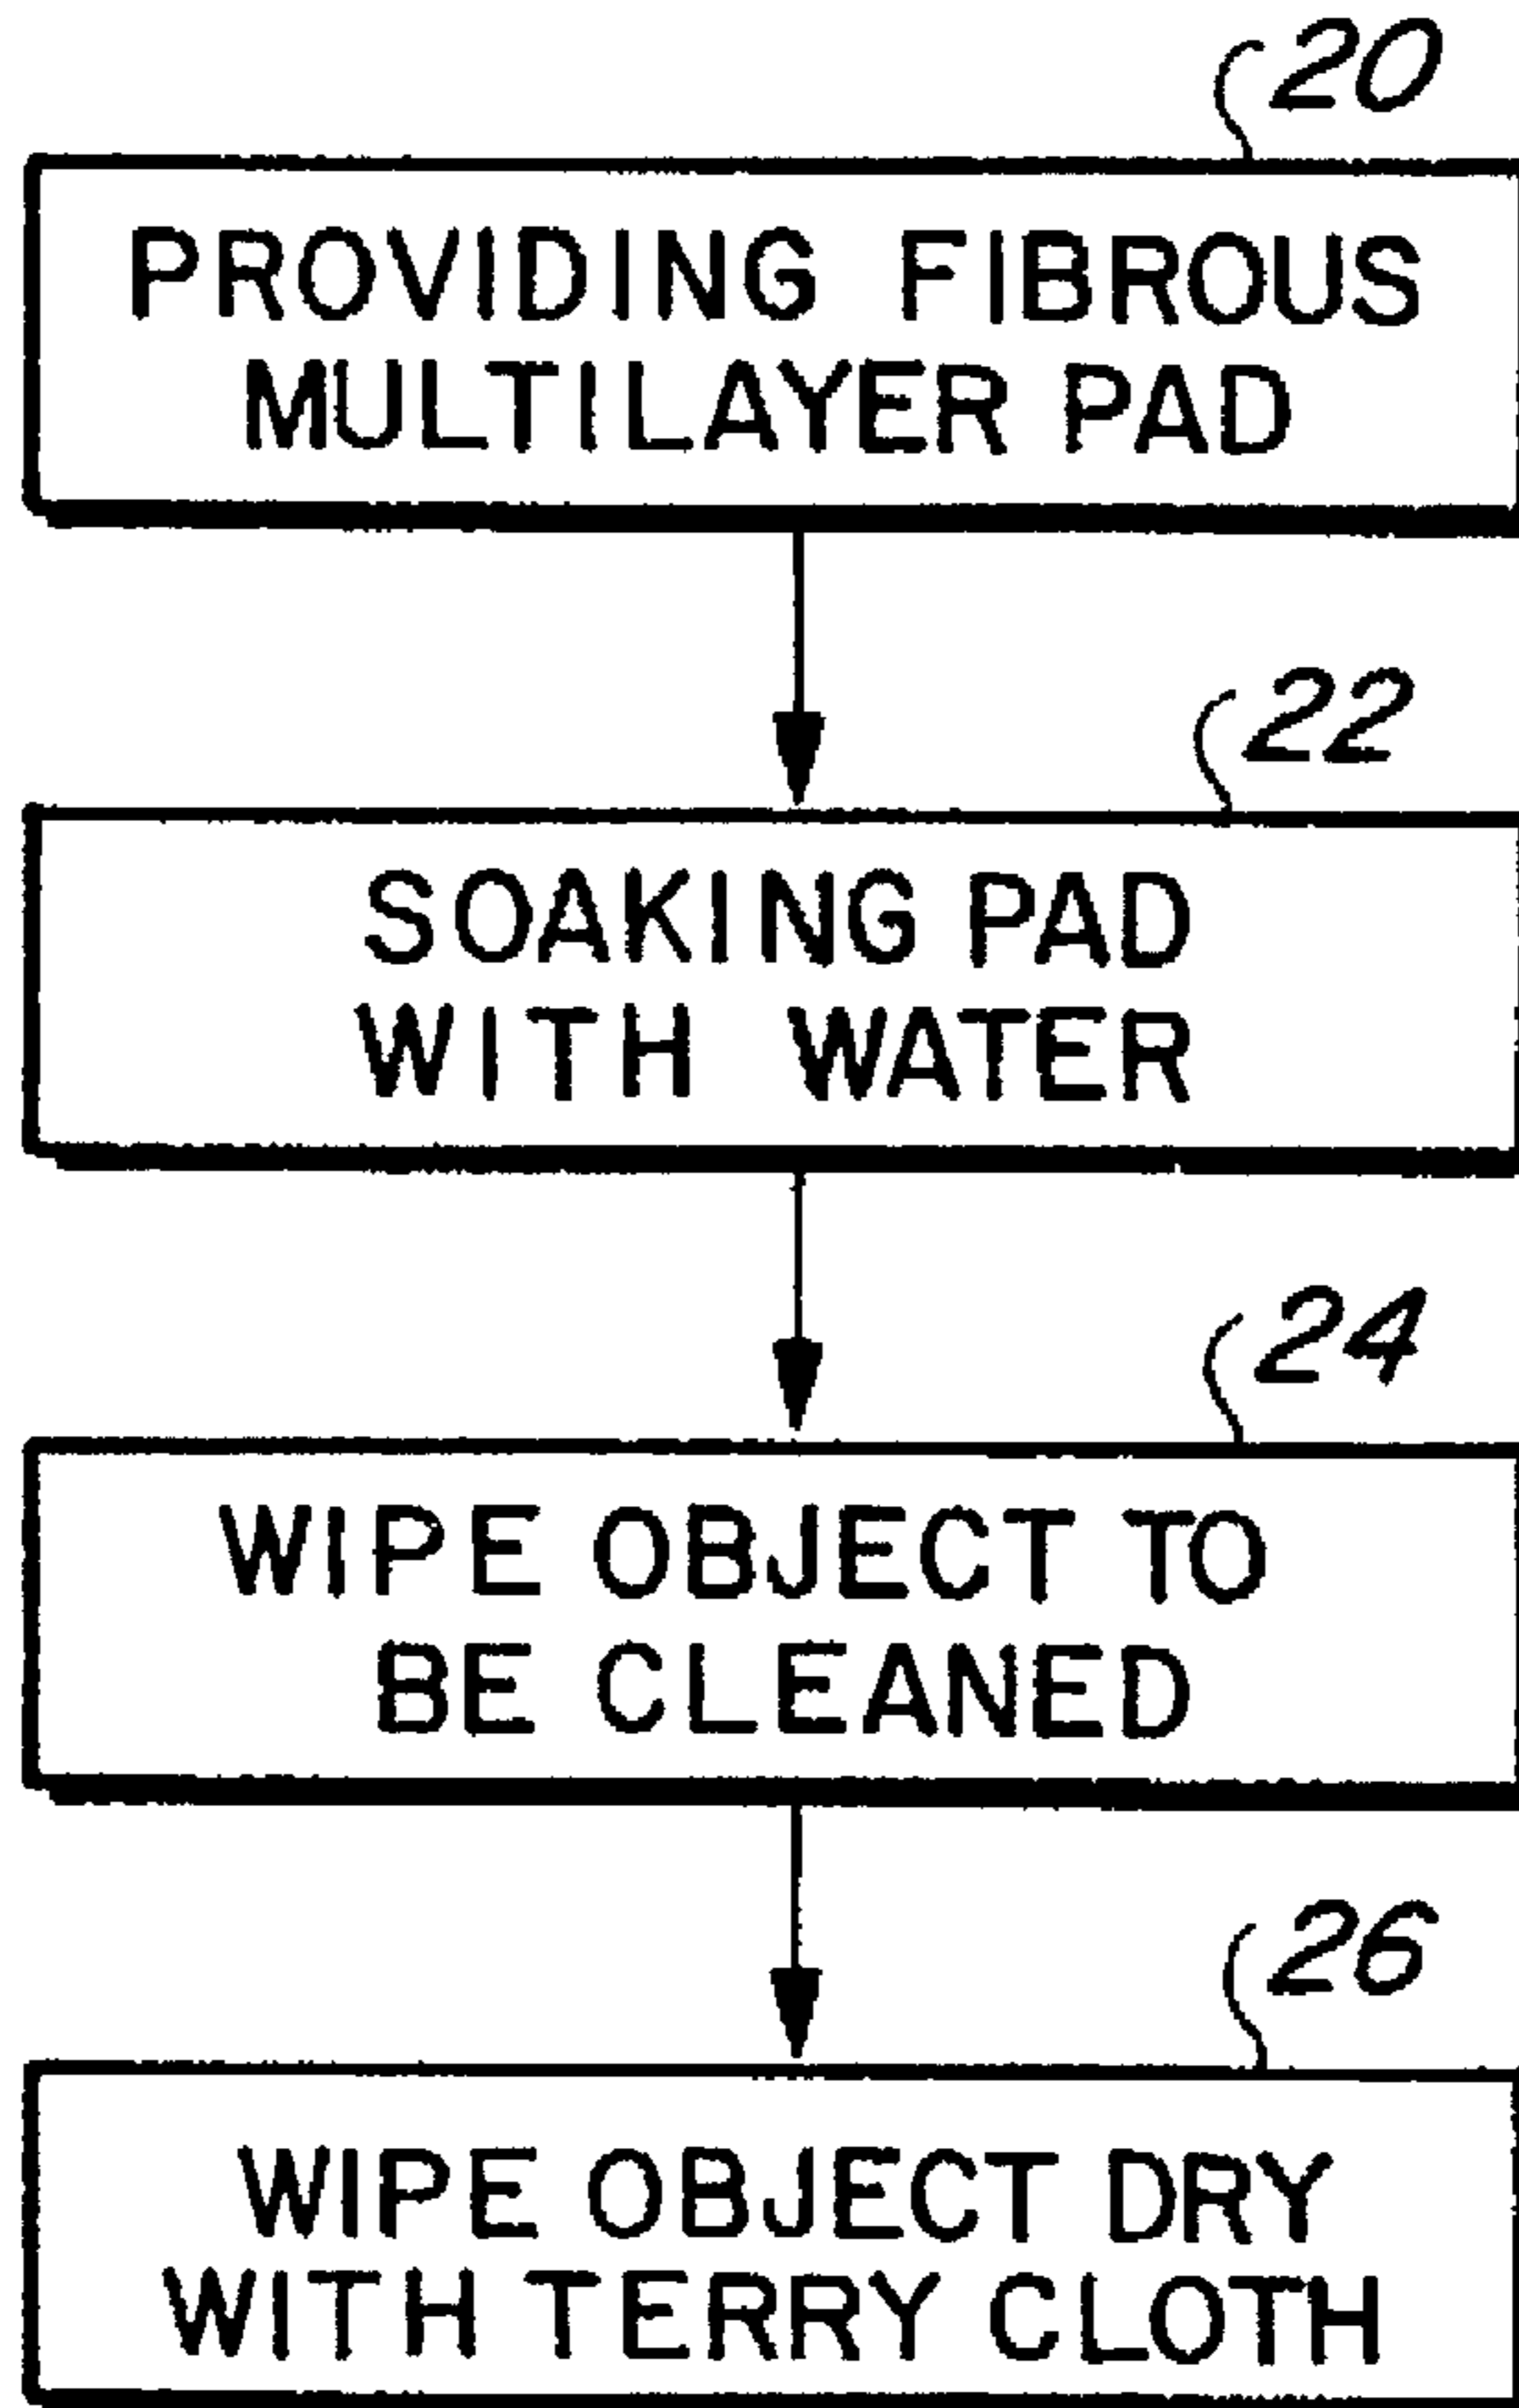 20
PROVIDING FIBROUS
MULTILAYER PAD
22
SOAKING PAD
WITH WATER
24
WIPE OBJECT TO
BE CLEANED
26
WIPE OBJECT DRY
WITH TERRY CLOTH